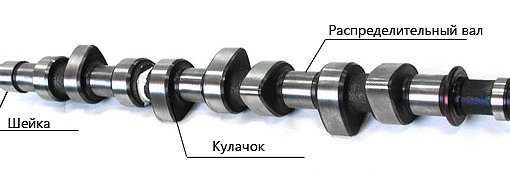 Распределительный вал
Шейка
Кулачок